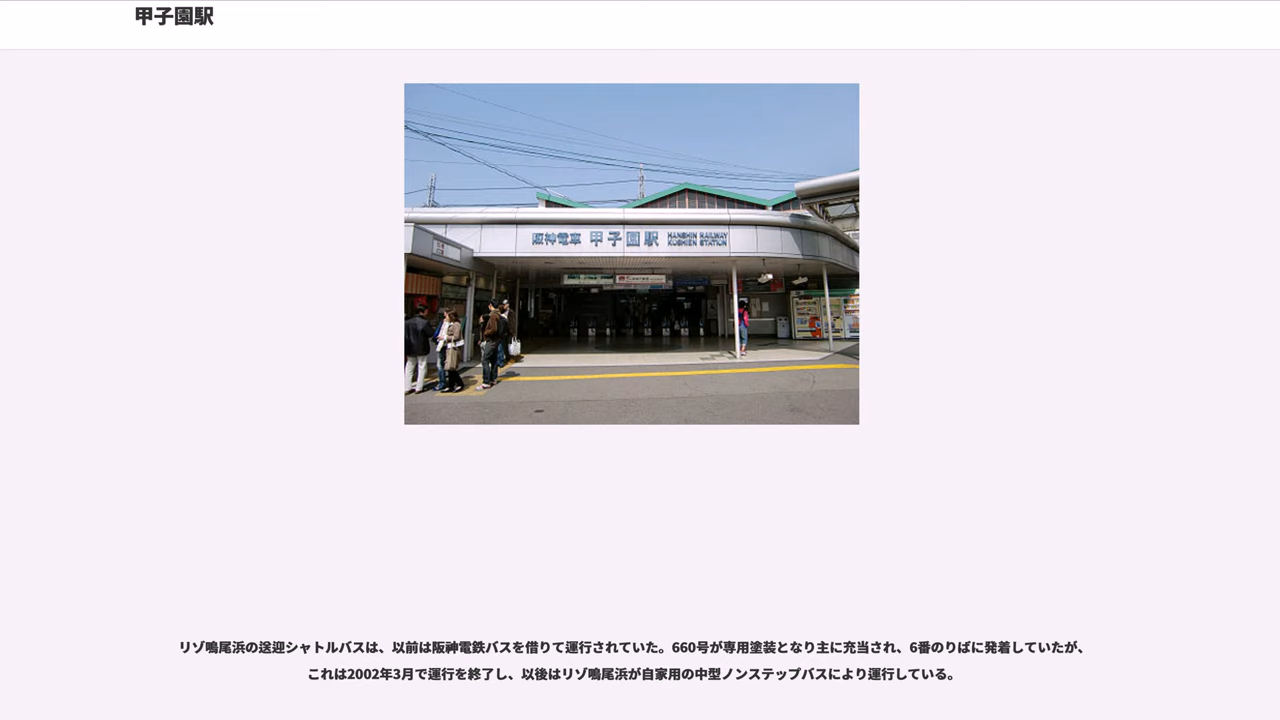 甲子園駅
阪神電車 甲子園駅 HANSHIN RAILWAY KOSHIEN STATION
リゾ鳴尾浜の送迎シャトルバスは、以前は阪神電鉄バスを借りて運行されていた。660号が専用塗装となり主に充当され、6番のりばに発着していたが、
これは2002年3月で運行を終了し、以後はリゾ鳴尾浜が自家用の中型ノンステップバスにより運行している。